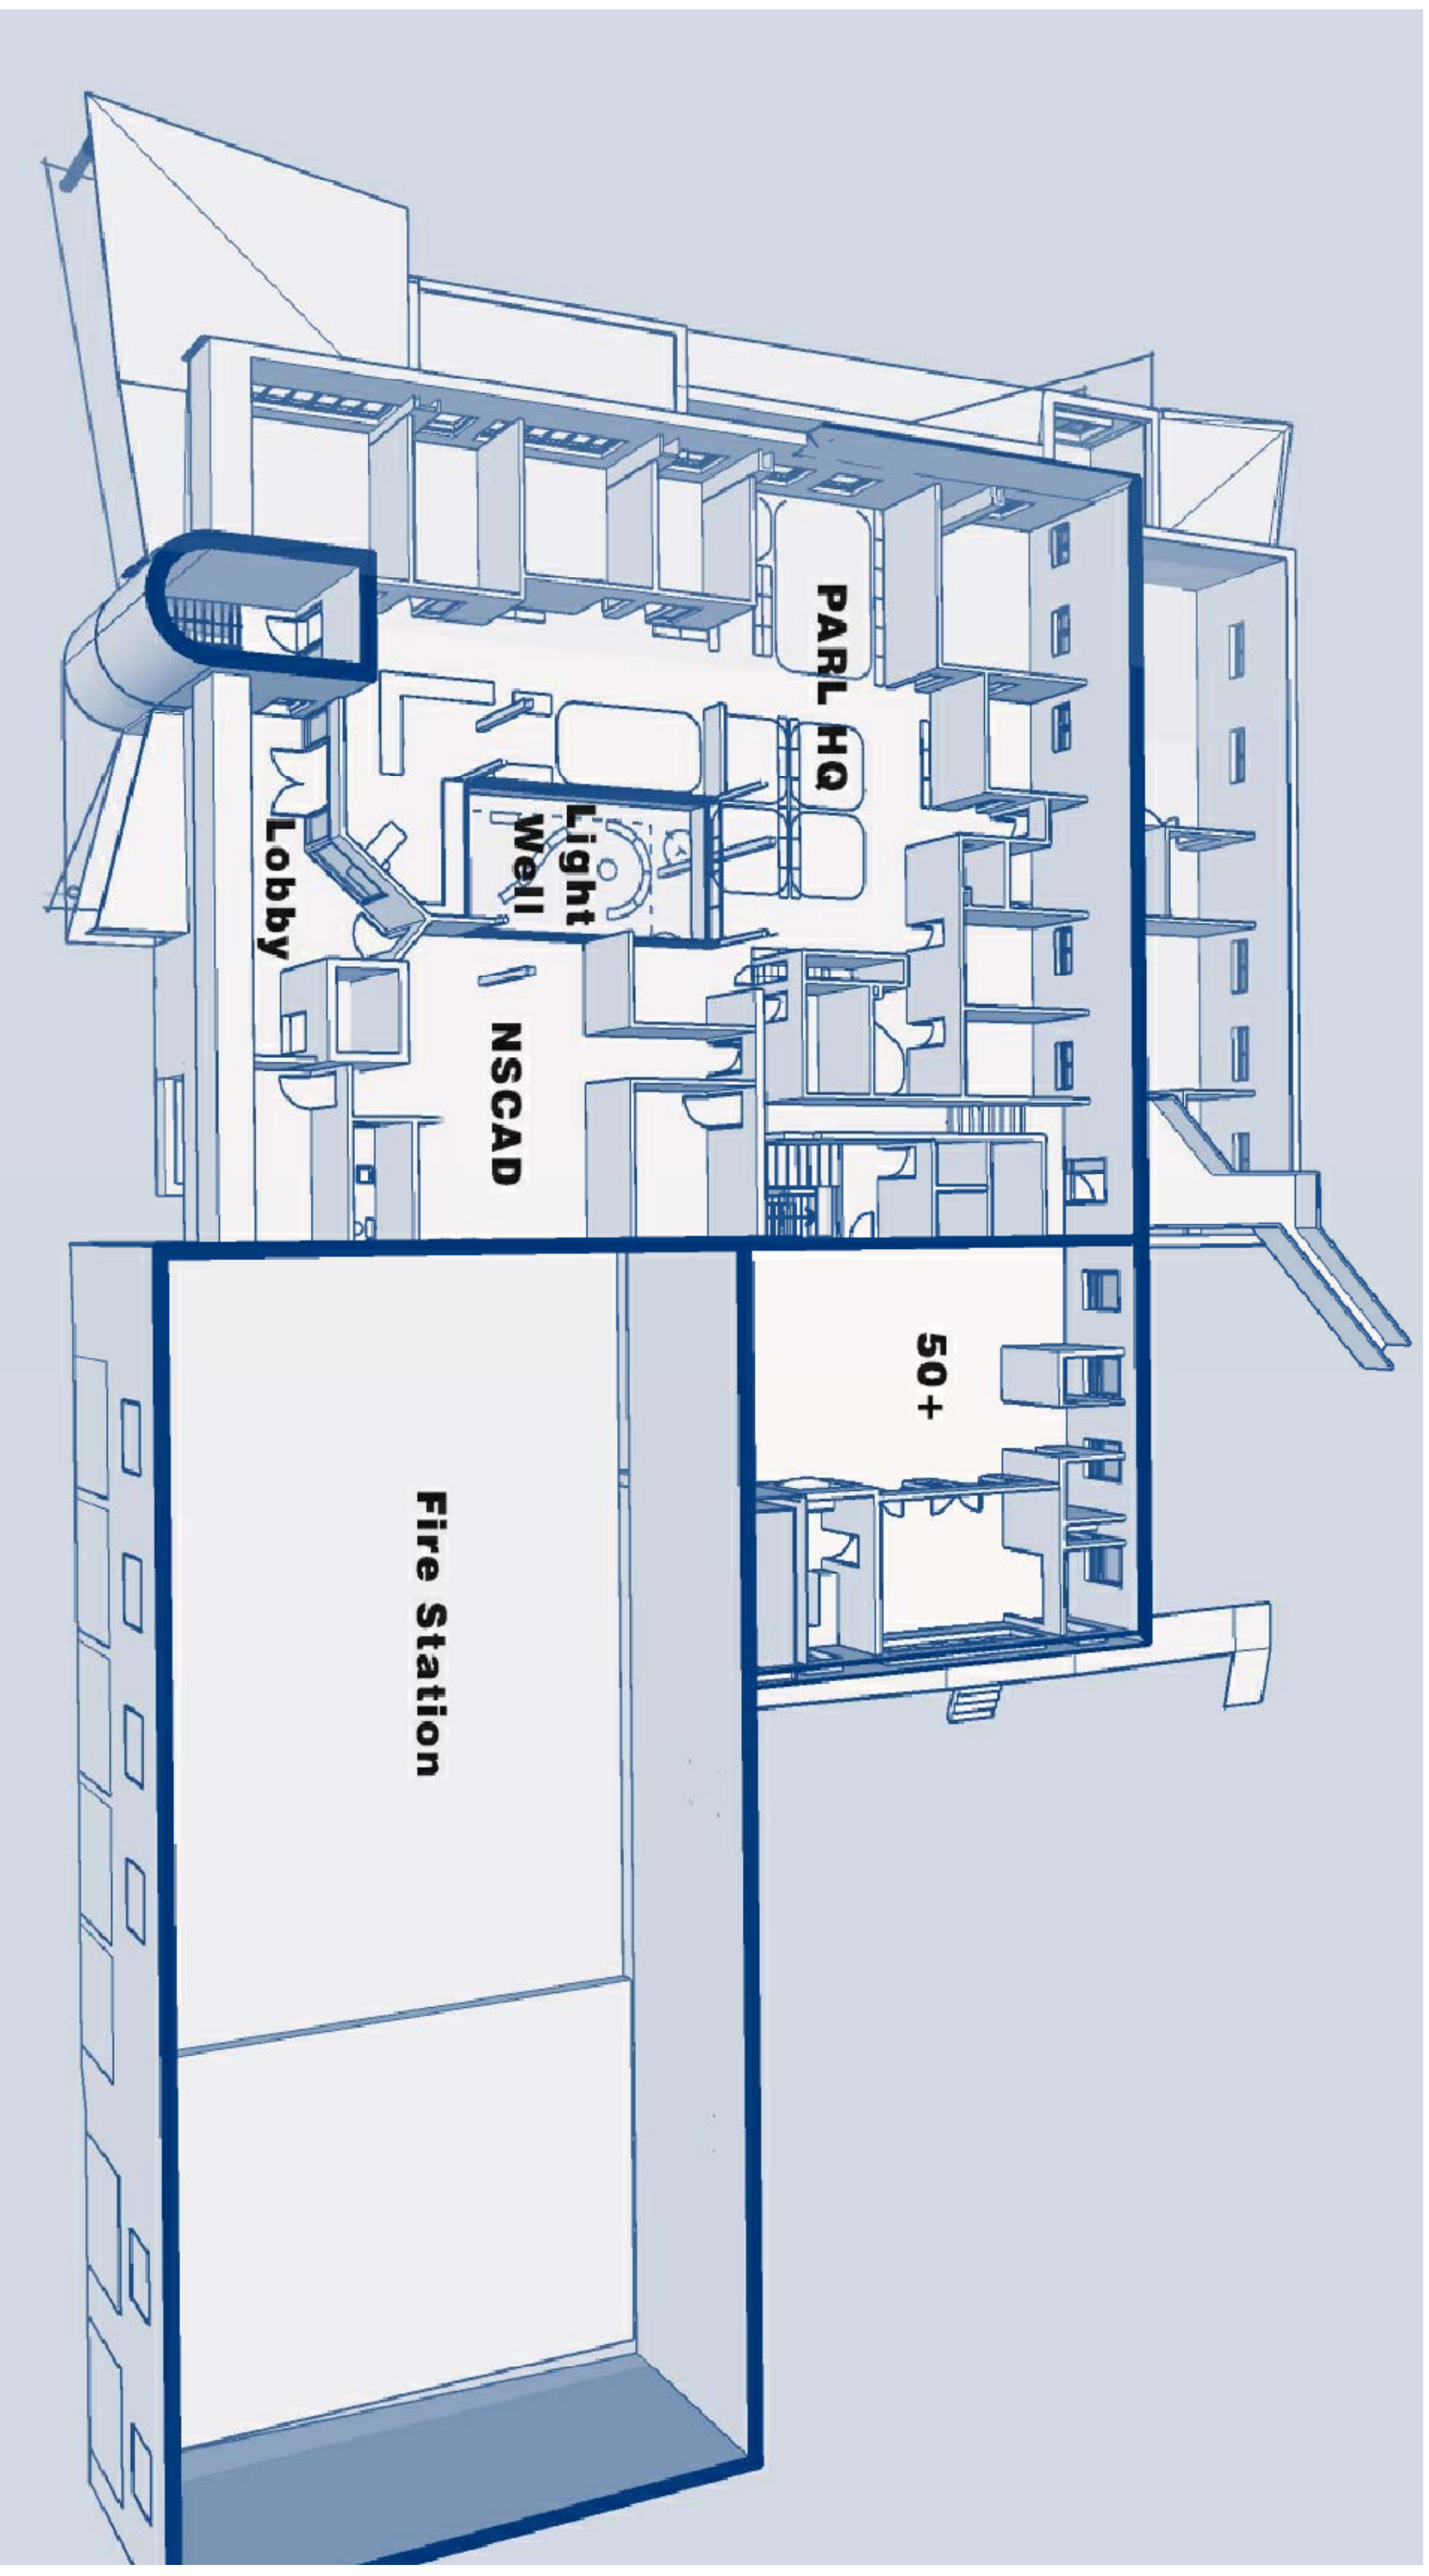 PARL HQ
Light
Well
Lobby
NSCAD
50+
Fire Station